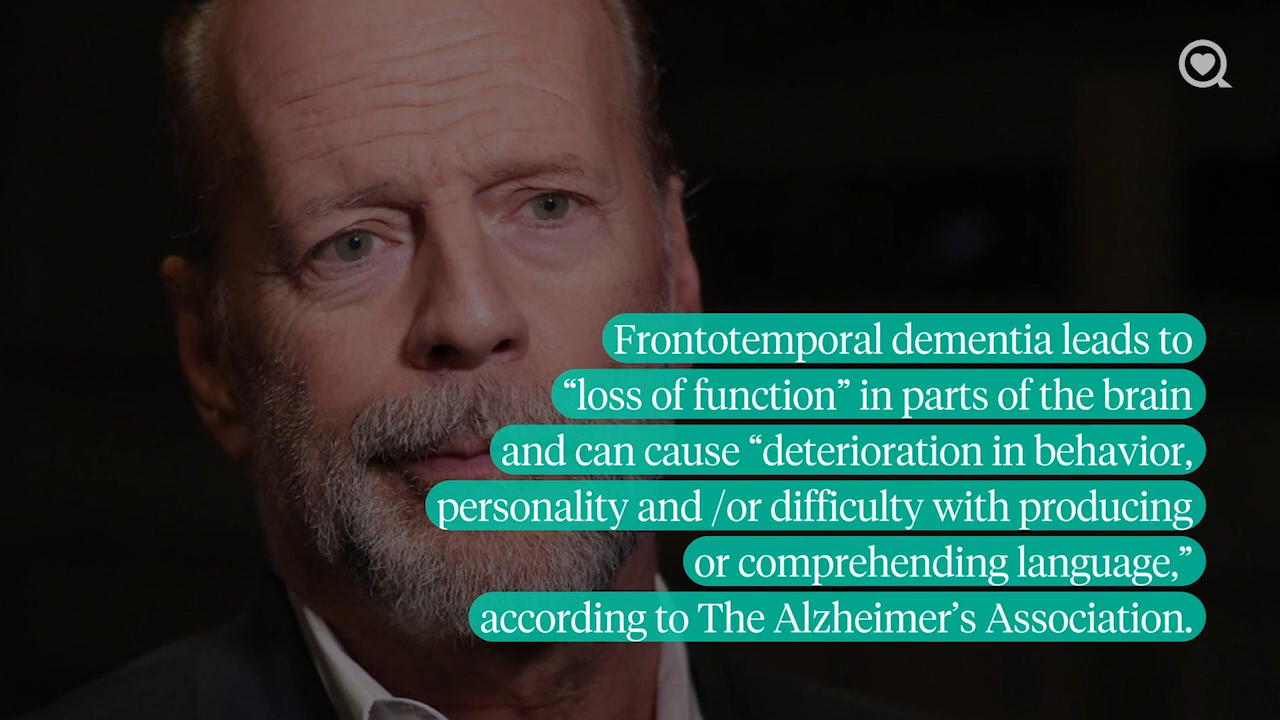 Frontotemporal dementia leads to
“loss of function” in parts of the brain
and can cause “deterioration in behavior,
personality and /or difficulty with producing
or comprehending language,”
according to The Alzheimer’s Association.